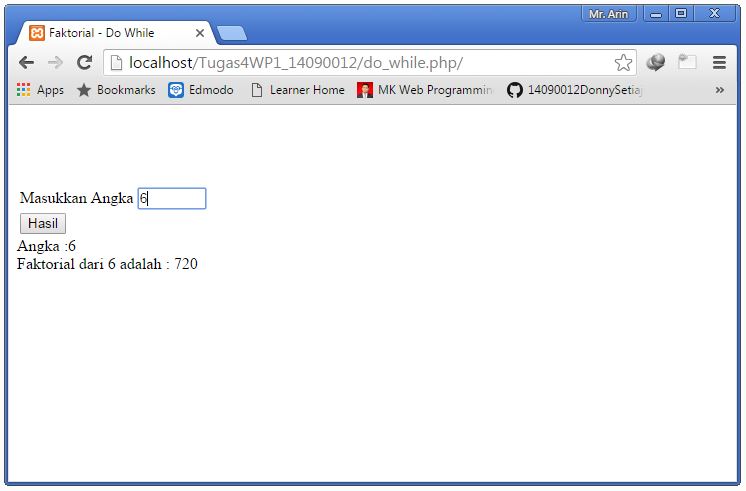 Mr. Arin
Faktorial - Do While
localhost/Tugas4WP1_14090012/do_while.php/
Apps Bookmarks Edmodo Learner Home MK Web Programmin 14090012DonnySetia »
Masukkan Angka 6
Hasil
Angka :6
Faktorial dari 6 adalah : 720